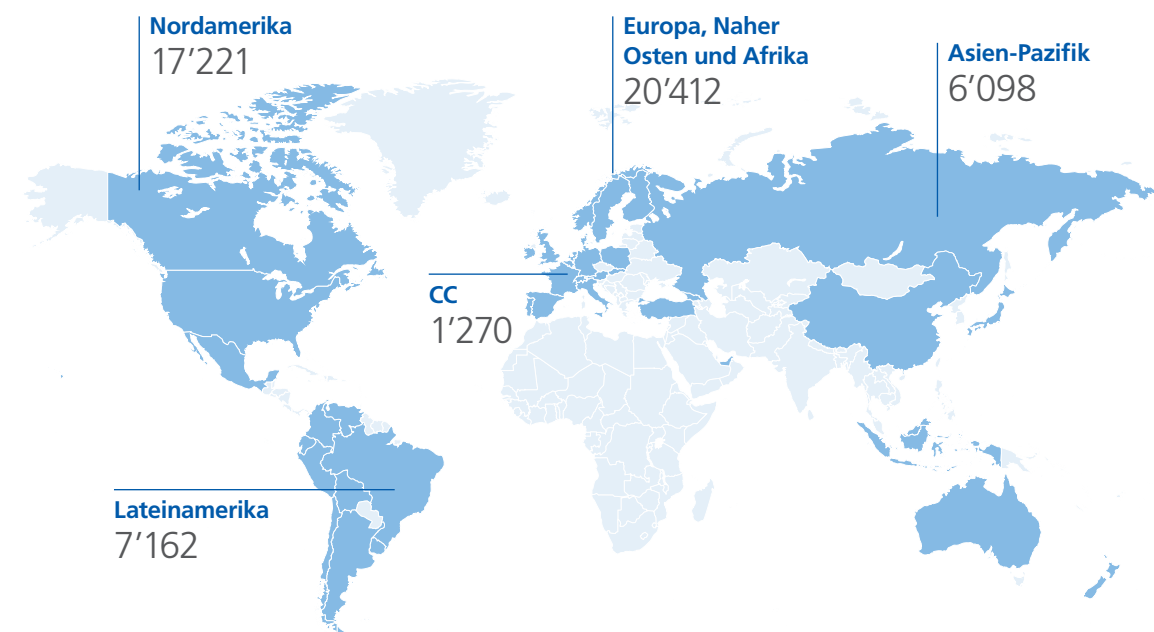 Nordamerika
17’221
Europa, Naher
Osten und Afrika
20’412
Asien-Pazifik
6’098
CC
1’270
Lateinamerika
7’162